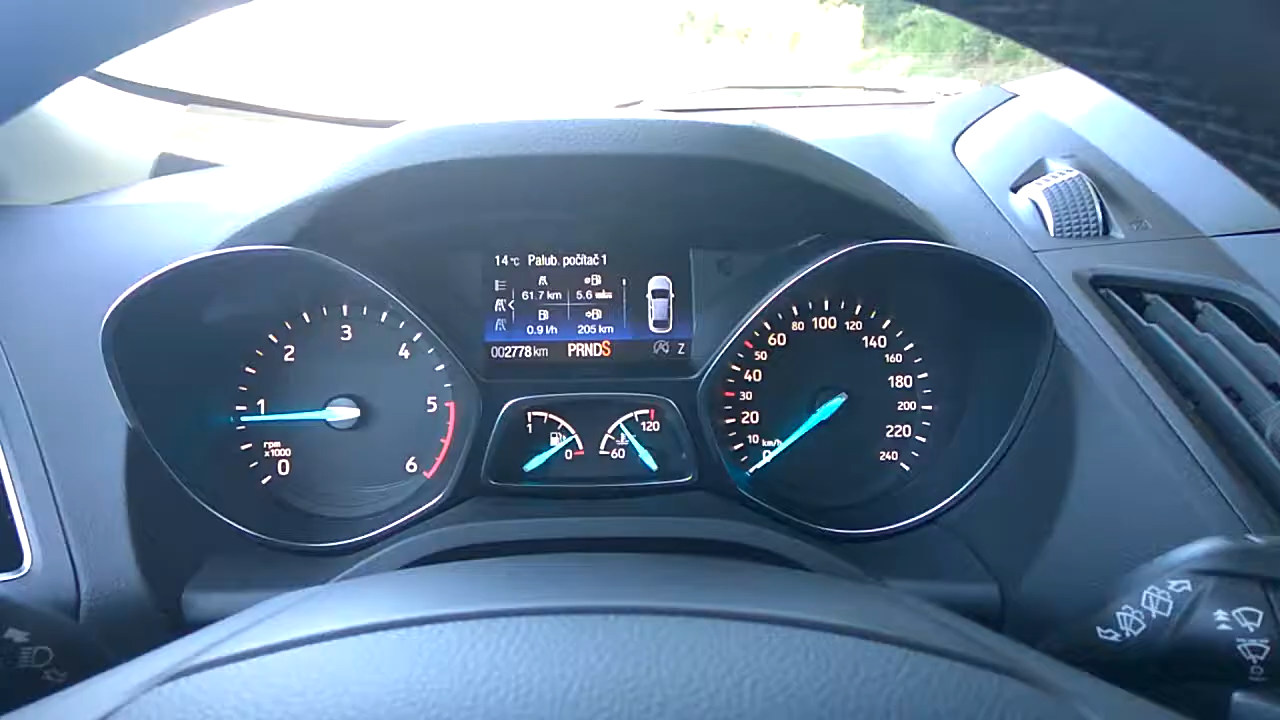 14°C Palub. počítač 1
61.7 km 5.6
0.9 l/h 205 km
002778 km PRNDS Z
0 1 2 3 4 5 6
rpm
x1000
1 0
60 120
0 10 20 30 40 50 60 80 100 120 140 160 180 200 220 240
km/h